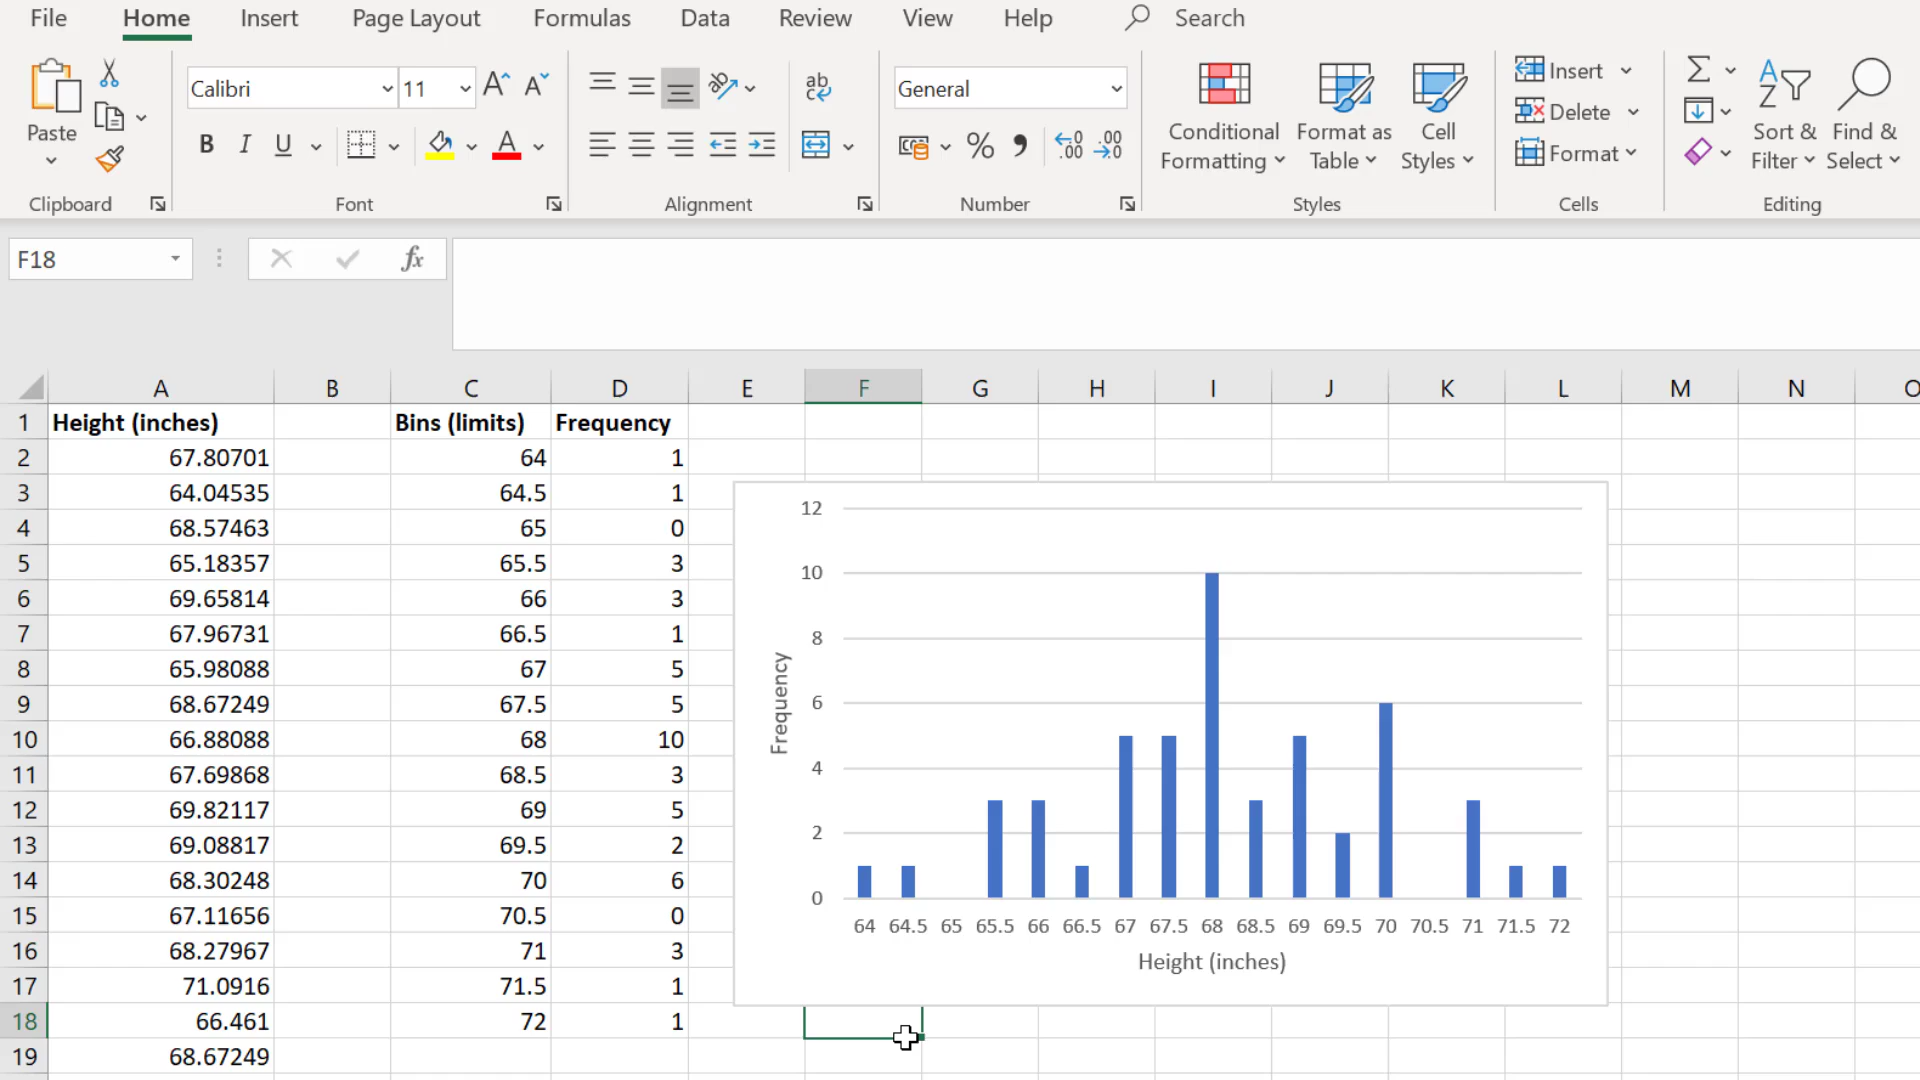 File Home Insert Page Layout Formulas Data Review View Help Search
Paste
Clipboard
Calibri 11
B I U A
Font
ab
Alignment
General
% .00 .00
Number
Conditional Formatting
Format as Table
Cell Styles
Styles
Insert
Delete
Format
Cells
Σ
Sort & Filter
Find & Select
Editing
F18 fx
A B C D E F G H I J K L M N O
1 Height (inches) Bins (limits) Frequency
2 67.80701 64 1
3 64.04535 64.5 1
4 68.57463 65 0
5 65.18357 65.5 3
6 69.65814 66 3
7 67.96731 66.5 1
8 65.98088 67 5
9 68.67249 67.5 5
10 66.88088 68 10
11 67.69868 68.5 3
12 69.82117 69 5
13 69.08817 69.5 2
14 68.30248 70 6
15 67.11656 70.5 0
16 68.27967 71 3
17 71.0916 71.5 1
18 66.461 72 1
19 68.67249
12
10
8
6
4
2
0
Frequency
64 64.5 65 65.5 66 66.5 67 67.5 68 68.5 69 69.5 70 70.5 71 71.5 72
Height (inches)